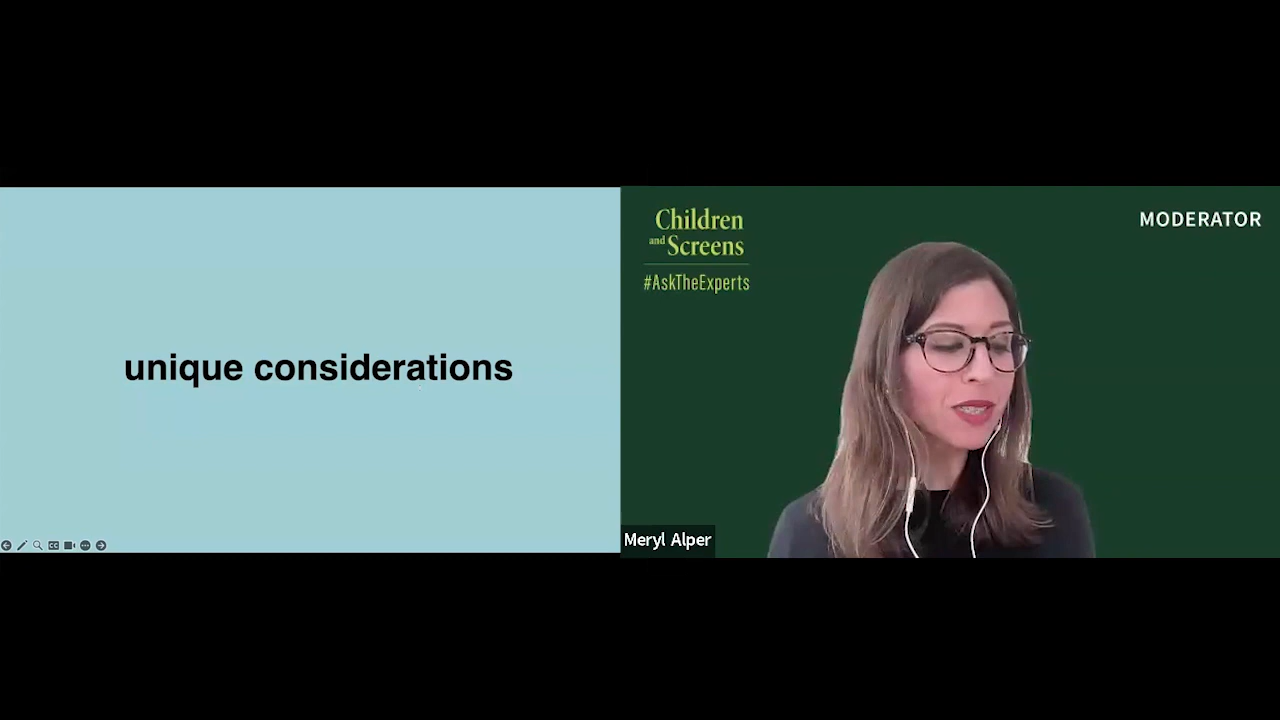 unique considerations
Children
and Screens
#AskTheExperts
MODERATOR
Meryl Alper